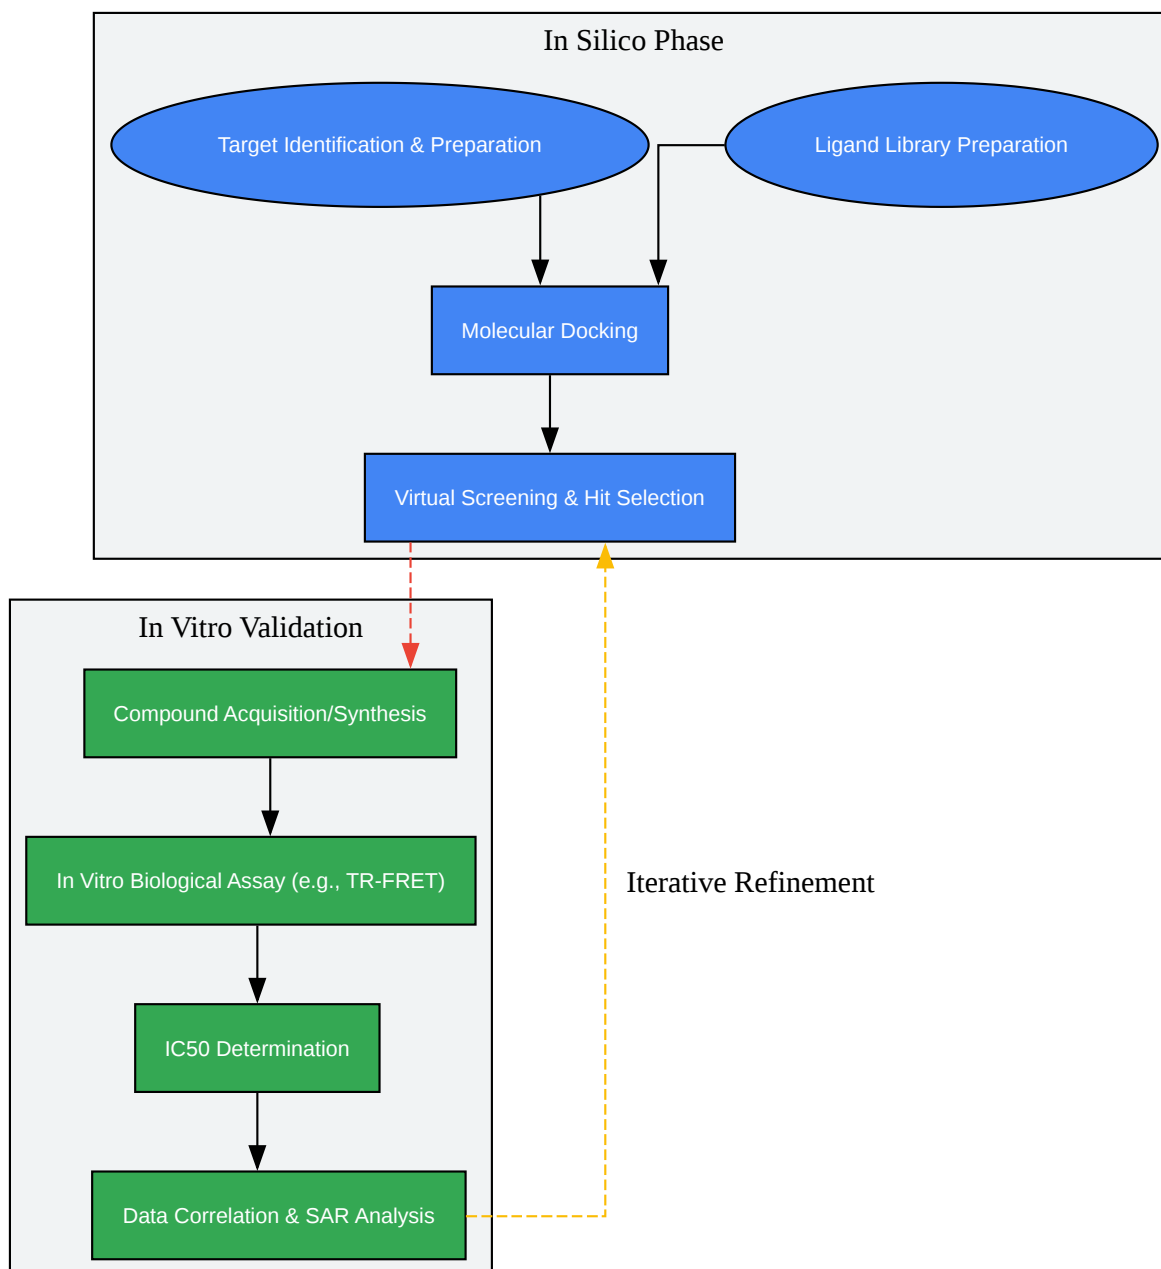 In Silico Phase
Target Identification & Preparation
Ligand Library Preparation
Molecular Docking
Virtual Screening & Hit Selection
In Vitro Validation
Compound Acquisition/Synthesis
In Vitro Biological Assay (e.g., TR-FRET)
Iterative Refinement
IC50 Determination
Data Correlation & SAR Analysis